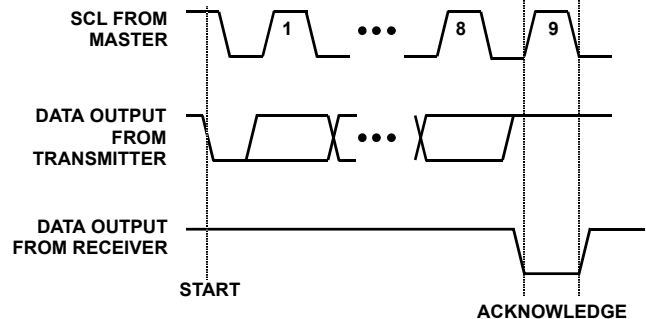 SCL FROM
MASTER
1
8
9
DATA OUTPUT
FROM
TRANSMITTER
DATA OUTPUT
FROM RECEIVER
START
ACKNOWLEDGE